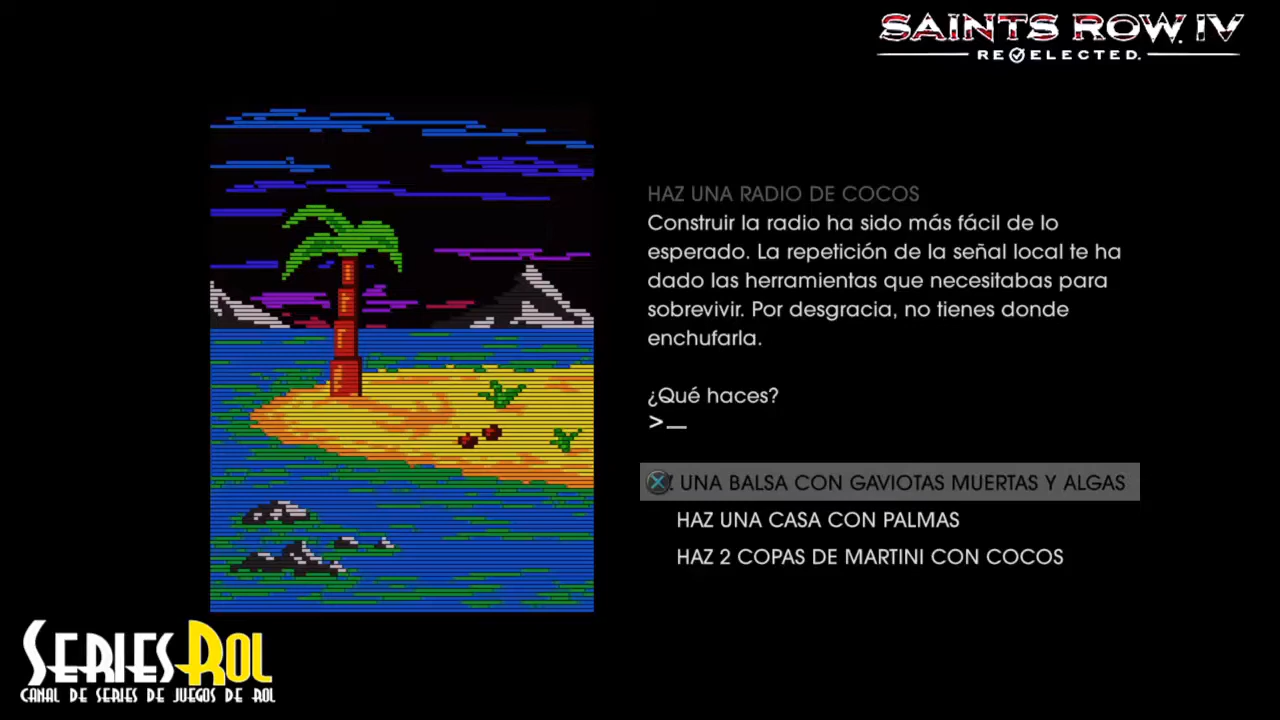 SAINTS ROW IV
RE ELECTED.
HAZ UNA RADIO DE COCOS
Construir la radio ha sido más fácil de lo
esperado. La repetición de la señal local te ha
dado las herramientas que necesitabas para
sobrevivir. Por desgracia, no tienes donde
enchufarla.
¿Qué haces?
>_
Z UNA BALSA CON GAVIOTAS MUERTAS Y ALGAS
HAZ UNA CASA CON PALMAS
HAZ 2 COPAS DE MARTINI CON COCOS
SERIESROL
CANAL DE SERIES DE JUEGOS DE ROL